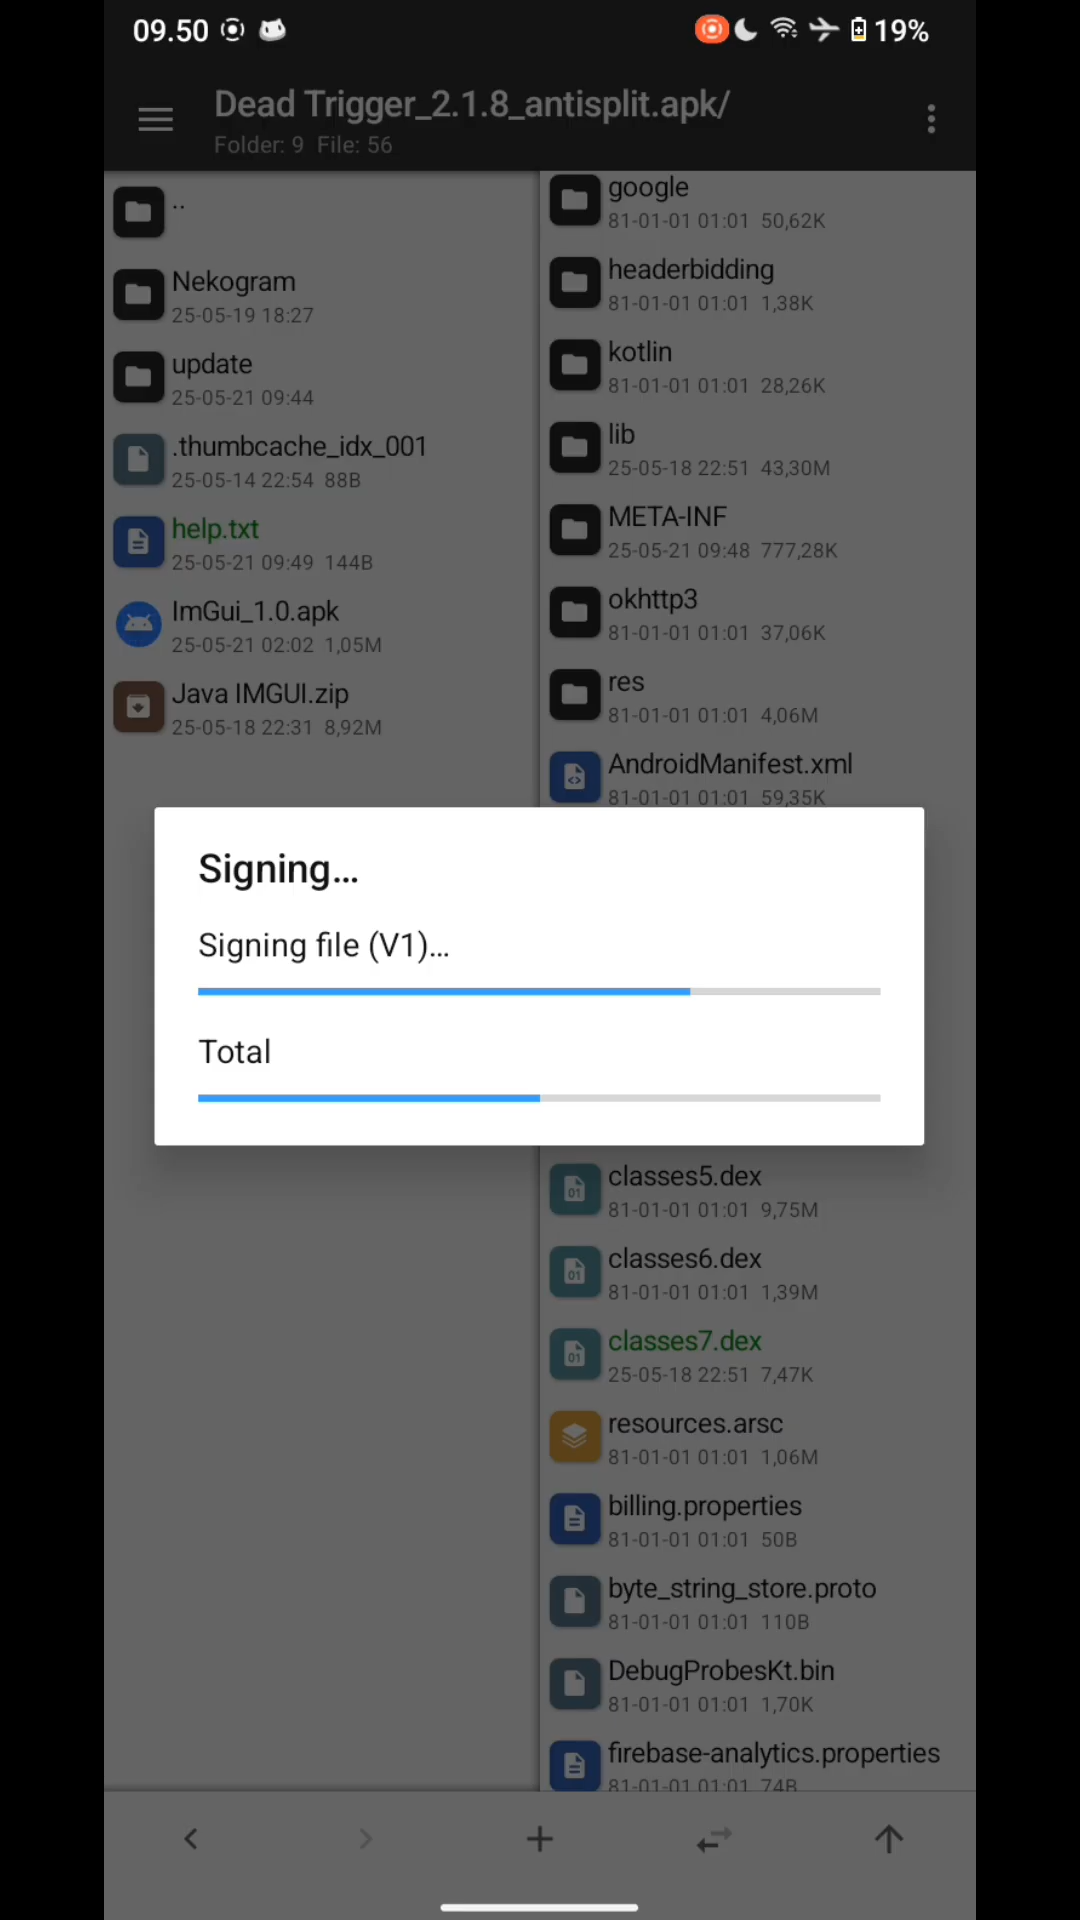 09.50
19%
Dead Trigger_2.1.8_antisplit.apk/
Folder: 9 File: 56
..
Nekogram
25-05-19 18:27
update
25-05-21 09:44
.thumbcache_idx_001
25-05-14 22:54 88B
help.txt
25-05-21 09:49 144B
ImGui_1.0.apk
25-05-21 02:02 1,05M
Java IMGUI.zip
25-05-18 22:31 8,92M
google
81-01-01 01:01 50,62K
headerbidding
81-01-01 01:01 1,38K
kotlin
81-01-01 01:01 28,26K
lib
25-05-18 22:51 43,30M
META-INF
25-05-21 09:48 777,28K
okhttp3
81-01-01 01:01 37,06K
res
81-01-01 01:01 4,06M
AndroidManifest.xml
81-01-01 01:01 59,35K
Signing...
Signing file (V1)...
Total
classes5.dex
81-01-01 01:01 9,75M
classes6.dex
81-01-01 01:01 1,39M
classes7.dex
25-05-18 22:51 7,47K
resources.arsc
81-01-01 01:01 1,06M
billing.properties
81-01-01 01:01 50B
byte_string_store.proto
81-01-01 01:01 110B
DebugProbesKt.bin
81-01-01 01:01 1,70K
firebase-analytics.properties
81-01-01 01:01 74B